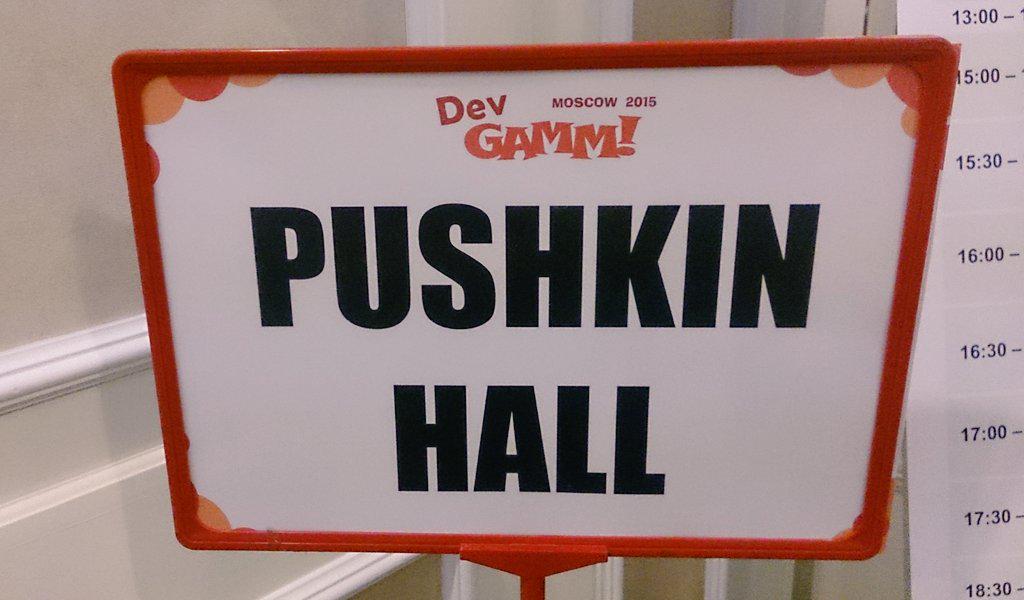 Dev
MOSCOW 2015
GAMM!
PUSHKIN
HALL
13:00 –
15:00 –
15:30 –
16:00 –
16:30 –
17:00 –
17:30 –
18:30 –